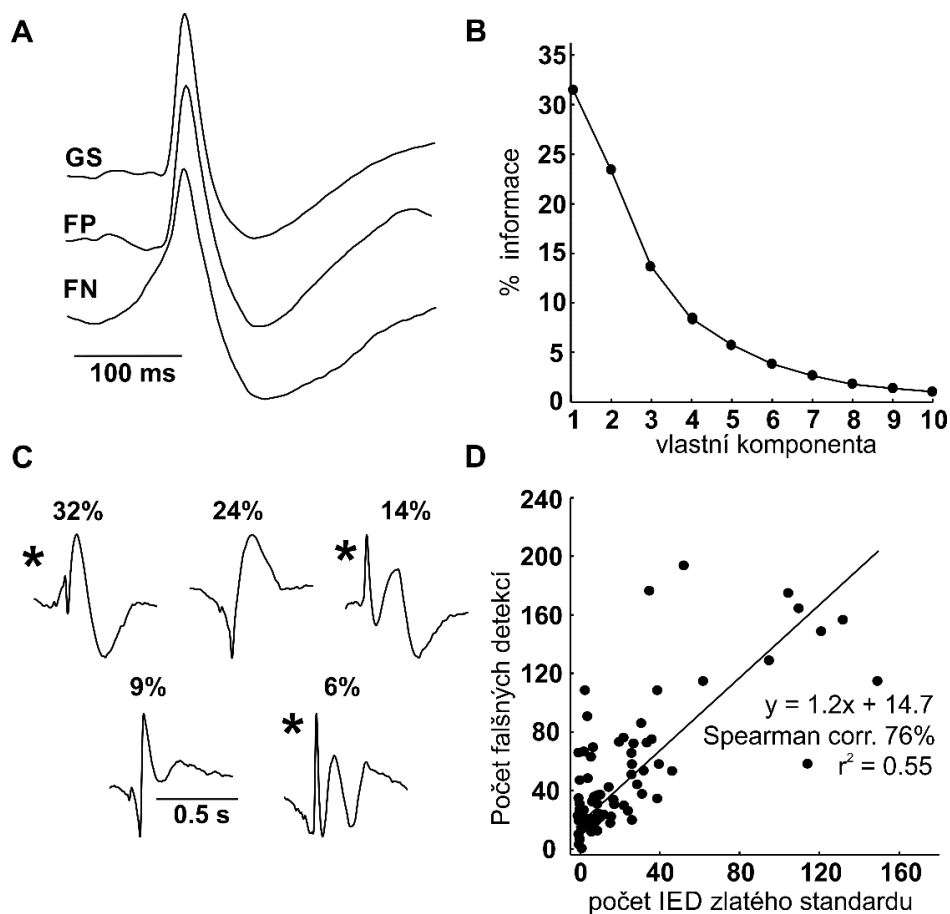 A
GS
FP
FN
100 ms
B
% informace
35
30
25
20
15
10
5
0
1 2 3 4 5 6 7 8 9 10
vlastní komponenta
C
32% 24% 14%
* *
9% 6%
*
0.5 s
D
Počet falšných detekcí
240
200
160
120
80
40
0
y = 1.2x + 14.7
Spearman corr. 76%
r² = 0.55
0 40 80 120 160
počet IED zlatého standardu